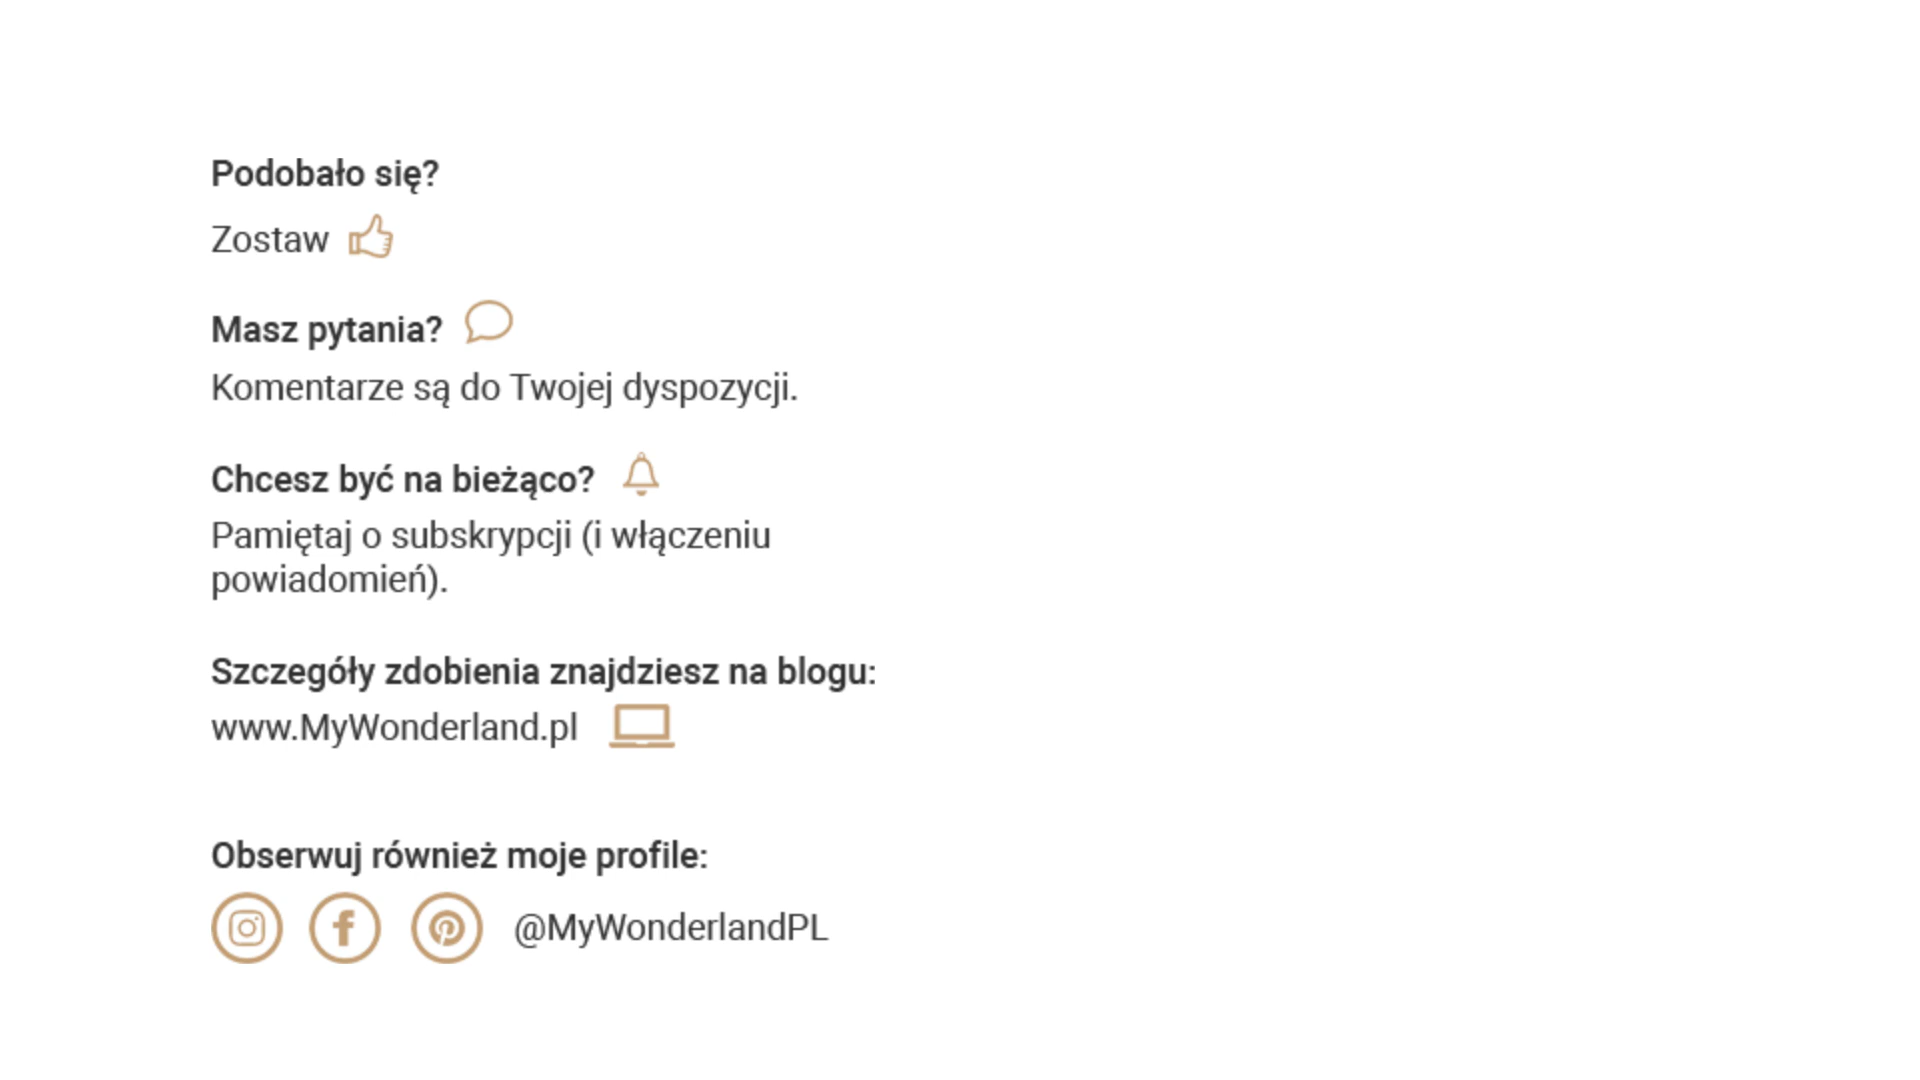 Podobało się?
Zostaw
Masz pytania?
Komentarze są do Twojej dyspozycji.
Chcesz być na bieżąco?
Pamiętaj o subskrypcji (i włączeniu
powiadomień).
Szczegóły zdobienia znajdziesz na blogu:
www.MyWonderland.pl
Obserwuj również moje profile:
@MyWonderlandPL